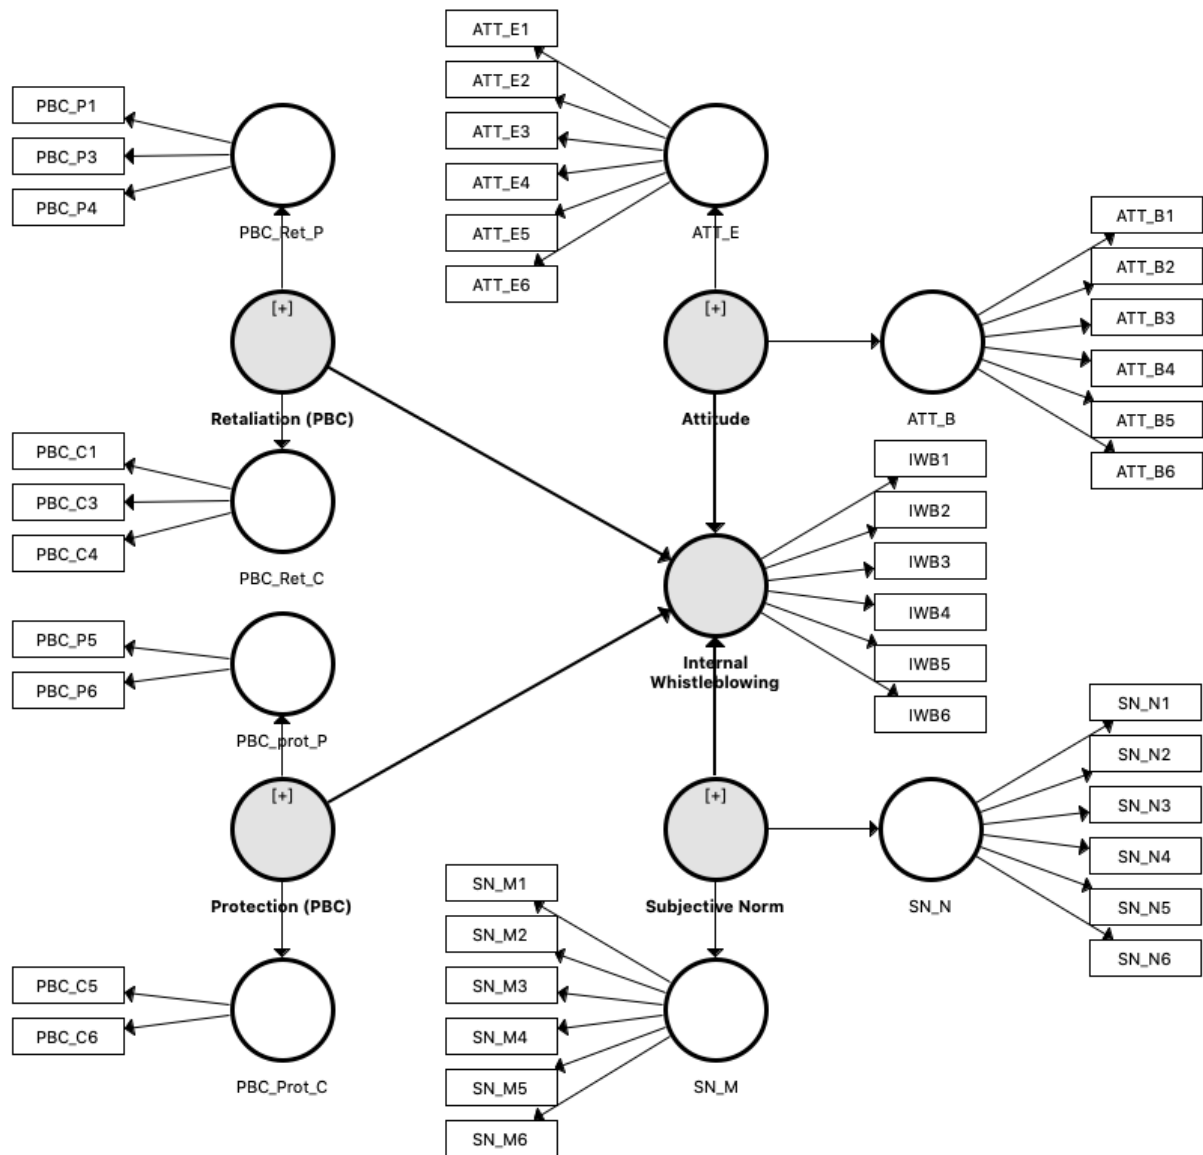 ATT_E1
ATT_E2
ATT_E3
ATT_E4
ATT_E5
ATT_E6
PBC_P1
PBC_P3
PBC_P4
PBC_Ret_P
ATT_E
ATT_B1
ATT_B2
ATT_B3
ATT_B4
ATT_B5
ATT_B6
[+]
Retaliation (PBC)
[+]
Attitude
ATT_B
PBC_C1
PBC_C3
PBC_C4
PBC_Ret_C
IWB1
IWB2
IWB3
IWB4
IWB5
IWB6
Internal
Whistleblowing
PBC_P5
PBC_P6
PBC_prot_P
[+]
Protection (PBC)
[+]
Subjective Norm
SN_N
SN_N1
SN_N2
SN_N3
SN_N4
SN_N5
SN_N6
SN_M1
SN_M2
SN_M3
SN_M4
SN_M5
SN_M6
SN_M
PBC_C5
PBC_C6
PBC_Prot_C